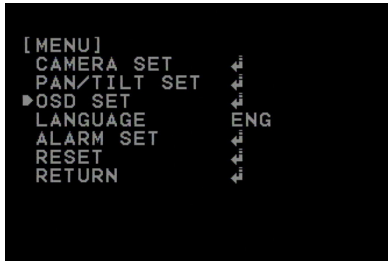 [MENU]
CAMERA SET ↵
PAN/TILT SET ↵
▶OSD SET ↵
LANGUAGE ENG
ALARM SET ↵
RESET ↵
RETURN ↵